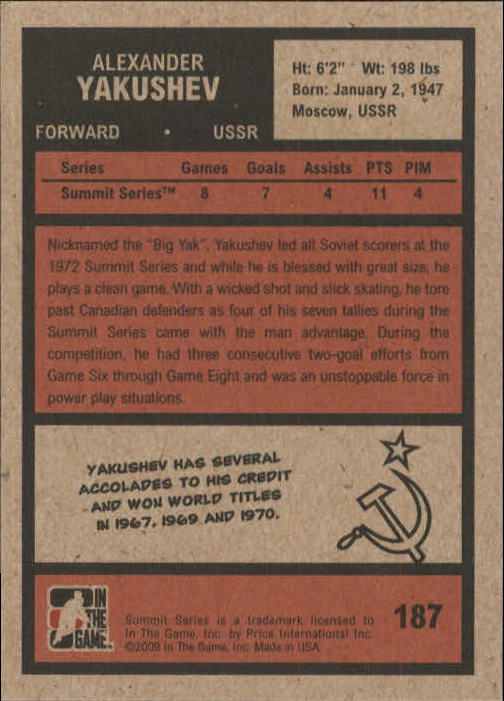 ALEXANDER
YAKUSHEV
FORWARD • USSR
Ht: 6'2" Wt: 198 lbs
Born: January 2, 1947
Moscow, USSR
Series Games Goals Assists PTS PIM
Summit Series™ 8 7 4 11 4
Nicknamed the "Big Yak", Yakushev led all Soviet scorers at the
1972 Summit Series and while he is blessed with great size, he
plays a clean game. With a wicked shot and slick skating, he tore
past Canadian defenders as four of his seven tallies during the
Summit Series came with the man advantage. During the
competition, he had three consecutive two-goal efforts from
Game Six through Game Eight and was an unstoppable force in
power play situations.
YAKUSHEV HAS SEVERAL
ACCOLADES TO HIS CREDIT
AND WON WORLD TITLES
IN 1967, 1969 AND 1970.
IN
THE
GAME
Summit Series is a trademark licensed to
In The Game, Inc. by Price International Inc.
©2009 In The Game, Inc. Made in USA
187